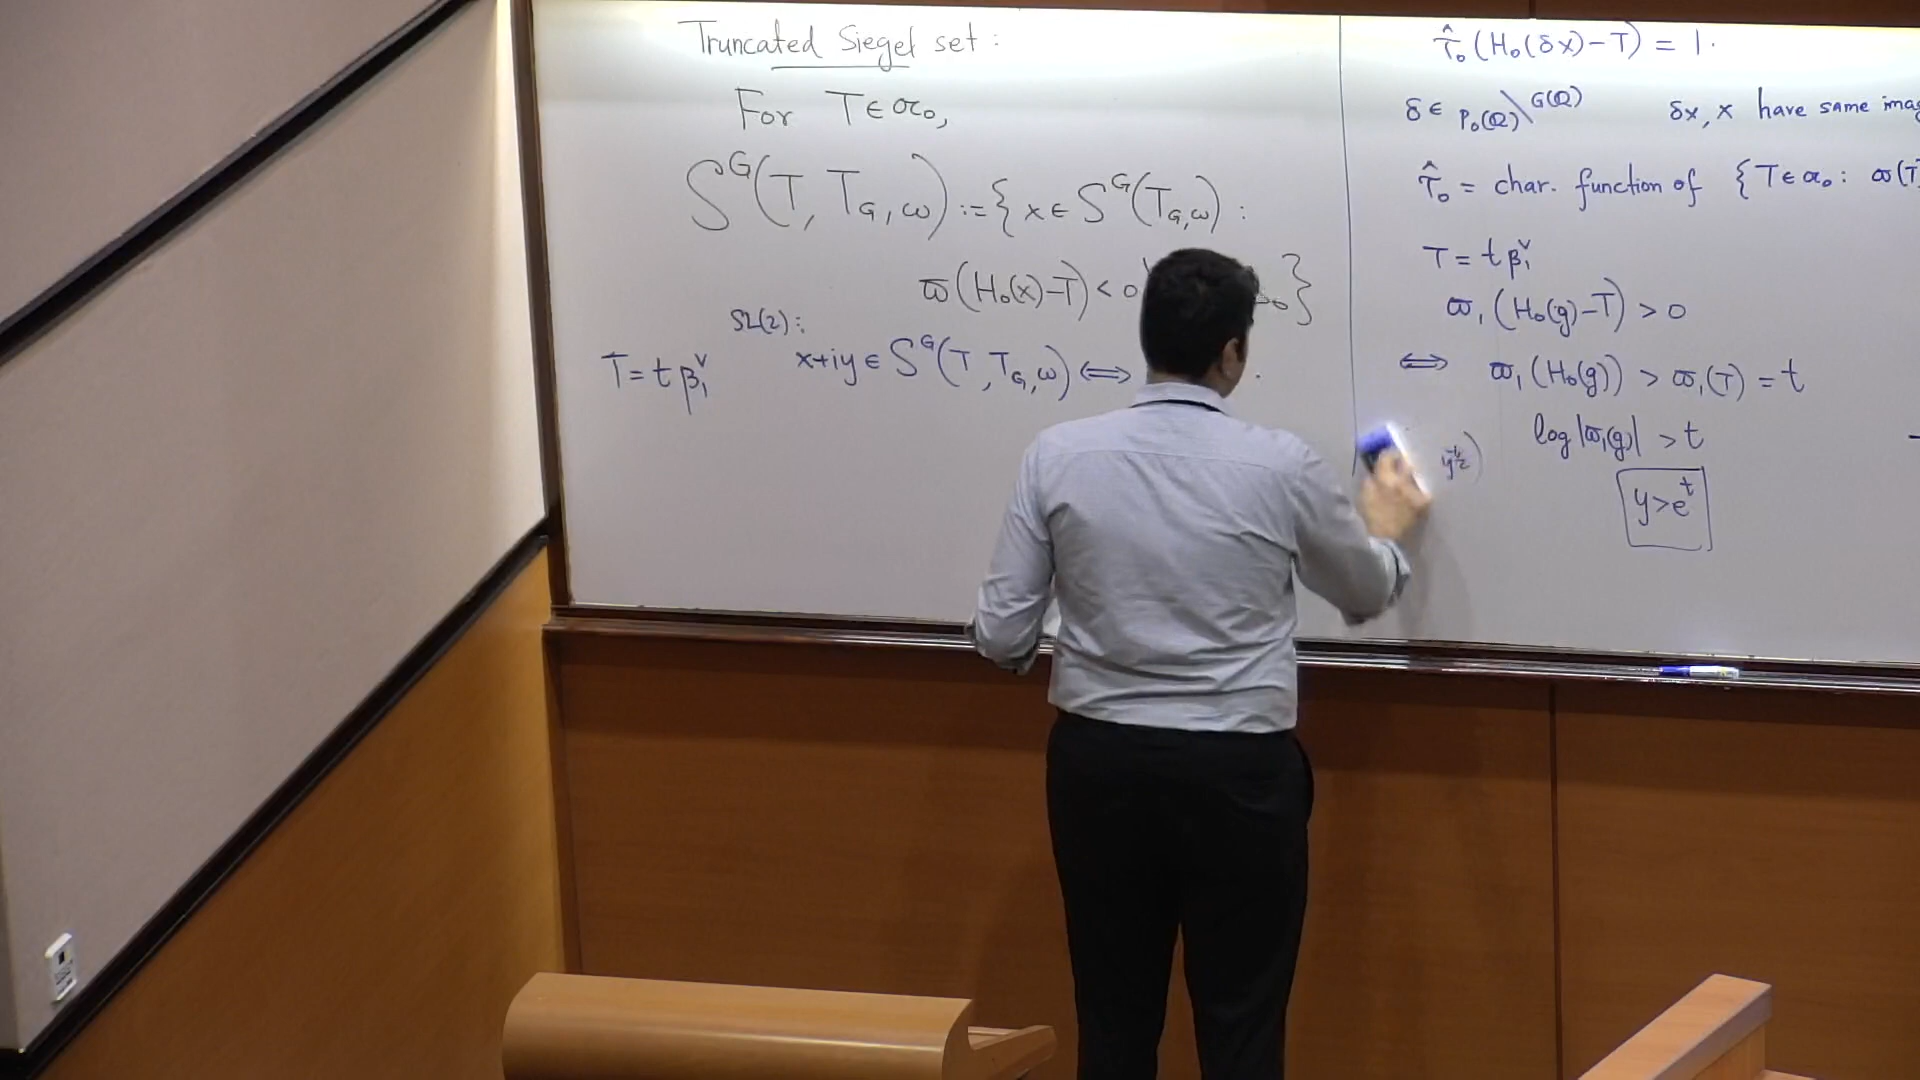 Truncated Siegel set :
For T ∈ 𝔞₀,
S^G(T, T_G, ω) := { x ∈ S^G(T_G, ω) :
ϖ(H₀(x) − T) < 0 }
SL(2) :
T = t β₁^∨ x+iy ∈ S^G(T, T_G, ω) ⟺
τ̂₀(H₀(δx) − T) = 1.
δ ∈ P₀(Q)\G(Q) δx, x have same
τ̂₀ = char. function of { T ∈ 𝔞₀ : ϖ(T
T = t β₁^∨
ϖ₁(H₀(g) − T) > 0
⟺ ϖ₁(H₀(g)) > ϖ₁(T) = t
log |ϖ₁(g)| > t
y > e^t